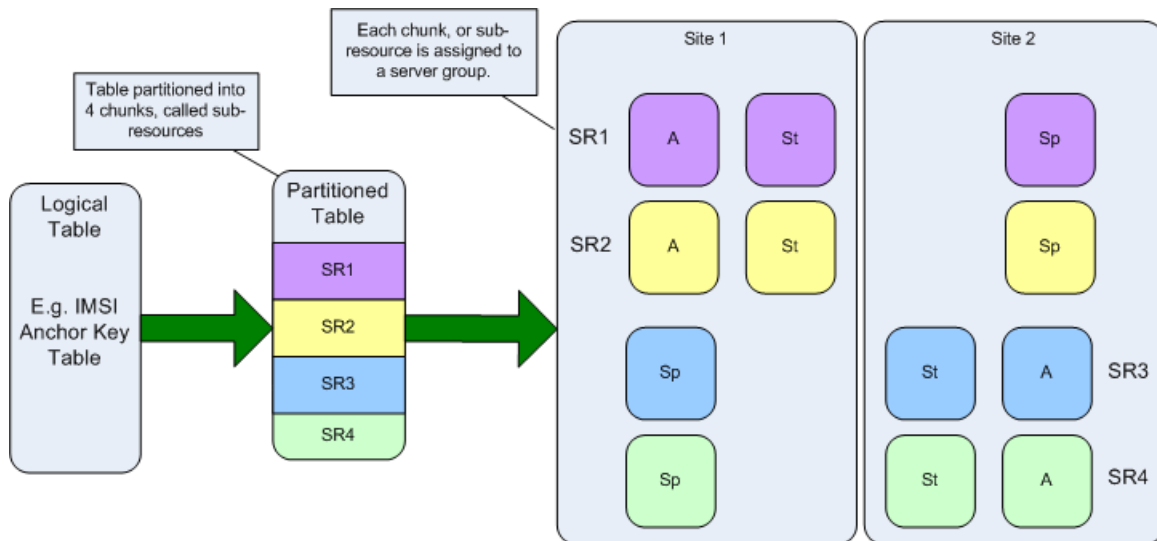 Each chunk, or sub-
resource is assigned to
a server group.
Table partitioned into
4 chunks, called sub-
resources
Logical
Table
E.g. IMSI
Anchor Key
Table
Partitioned
Table
SR1
SR2
SR3
SR4
Site 1
Site 2
SR1
A
St
Sp
SR2
A
St
Sp
Sp
St
A
SR3
Sp
St
A
SR4